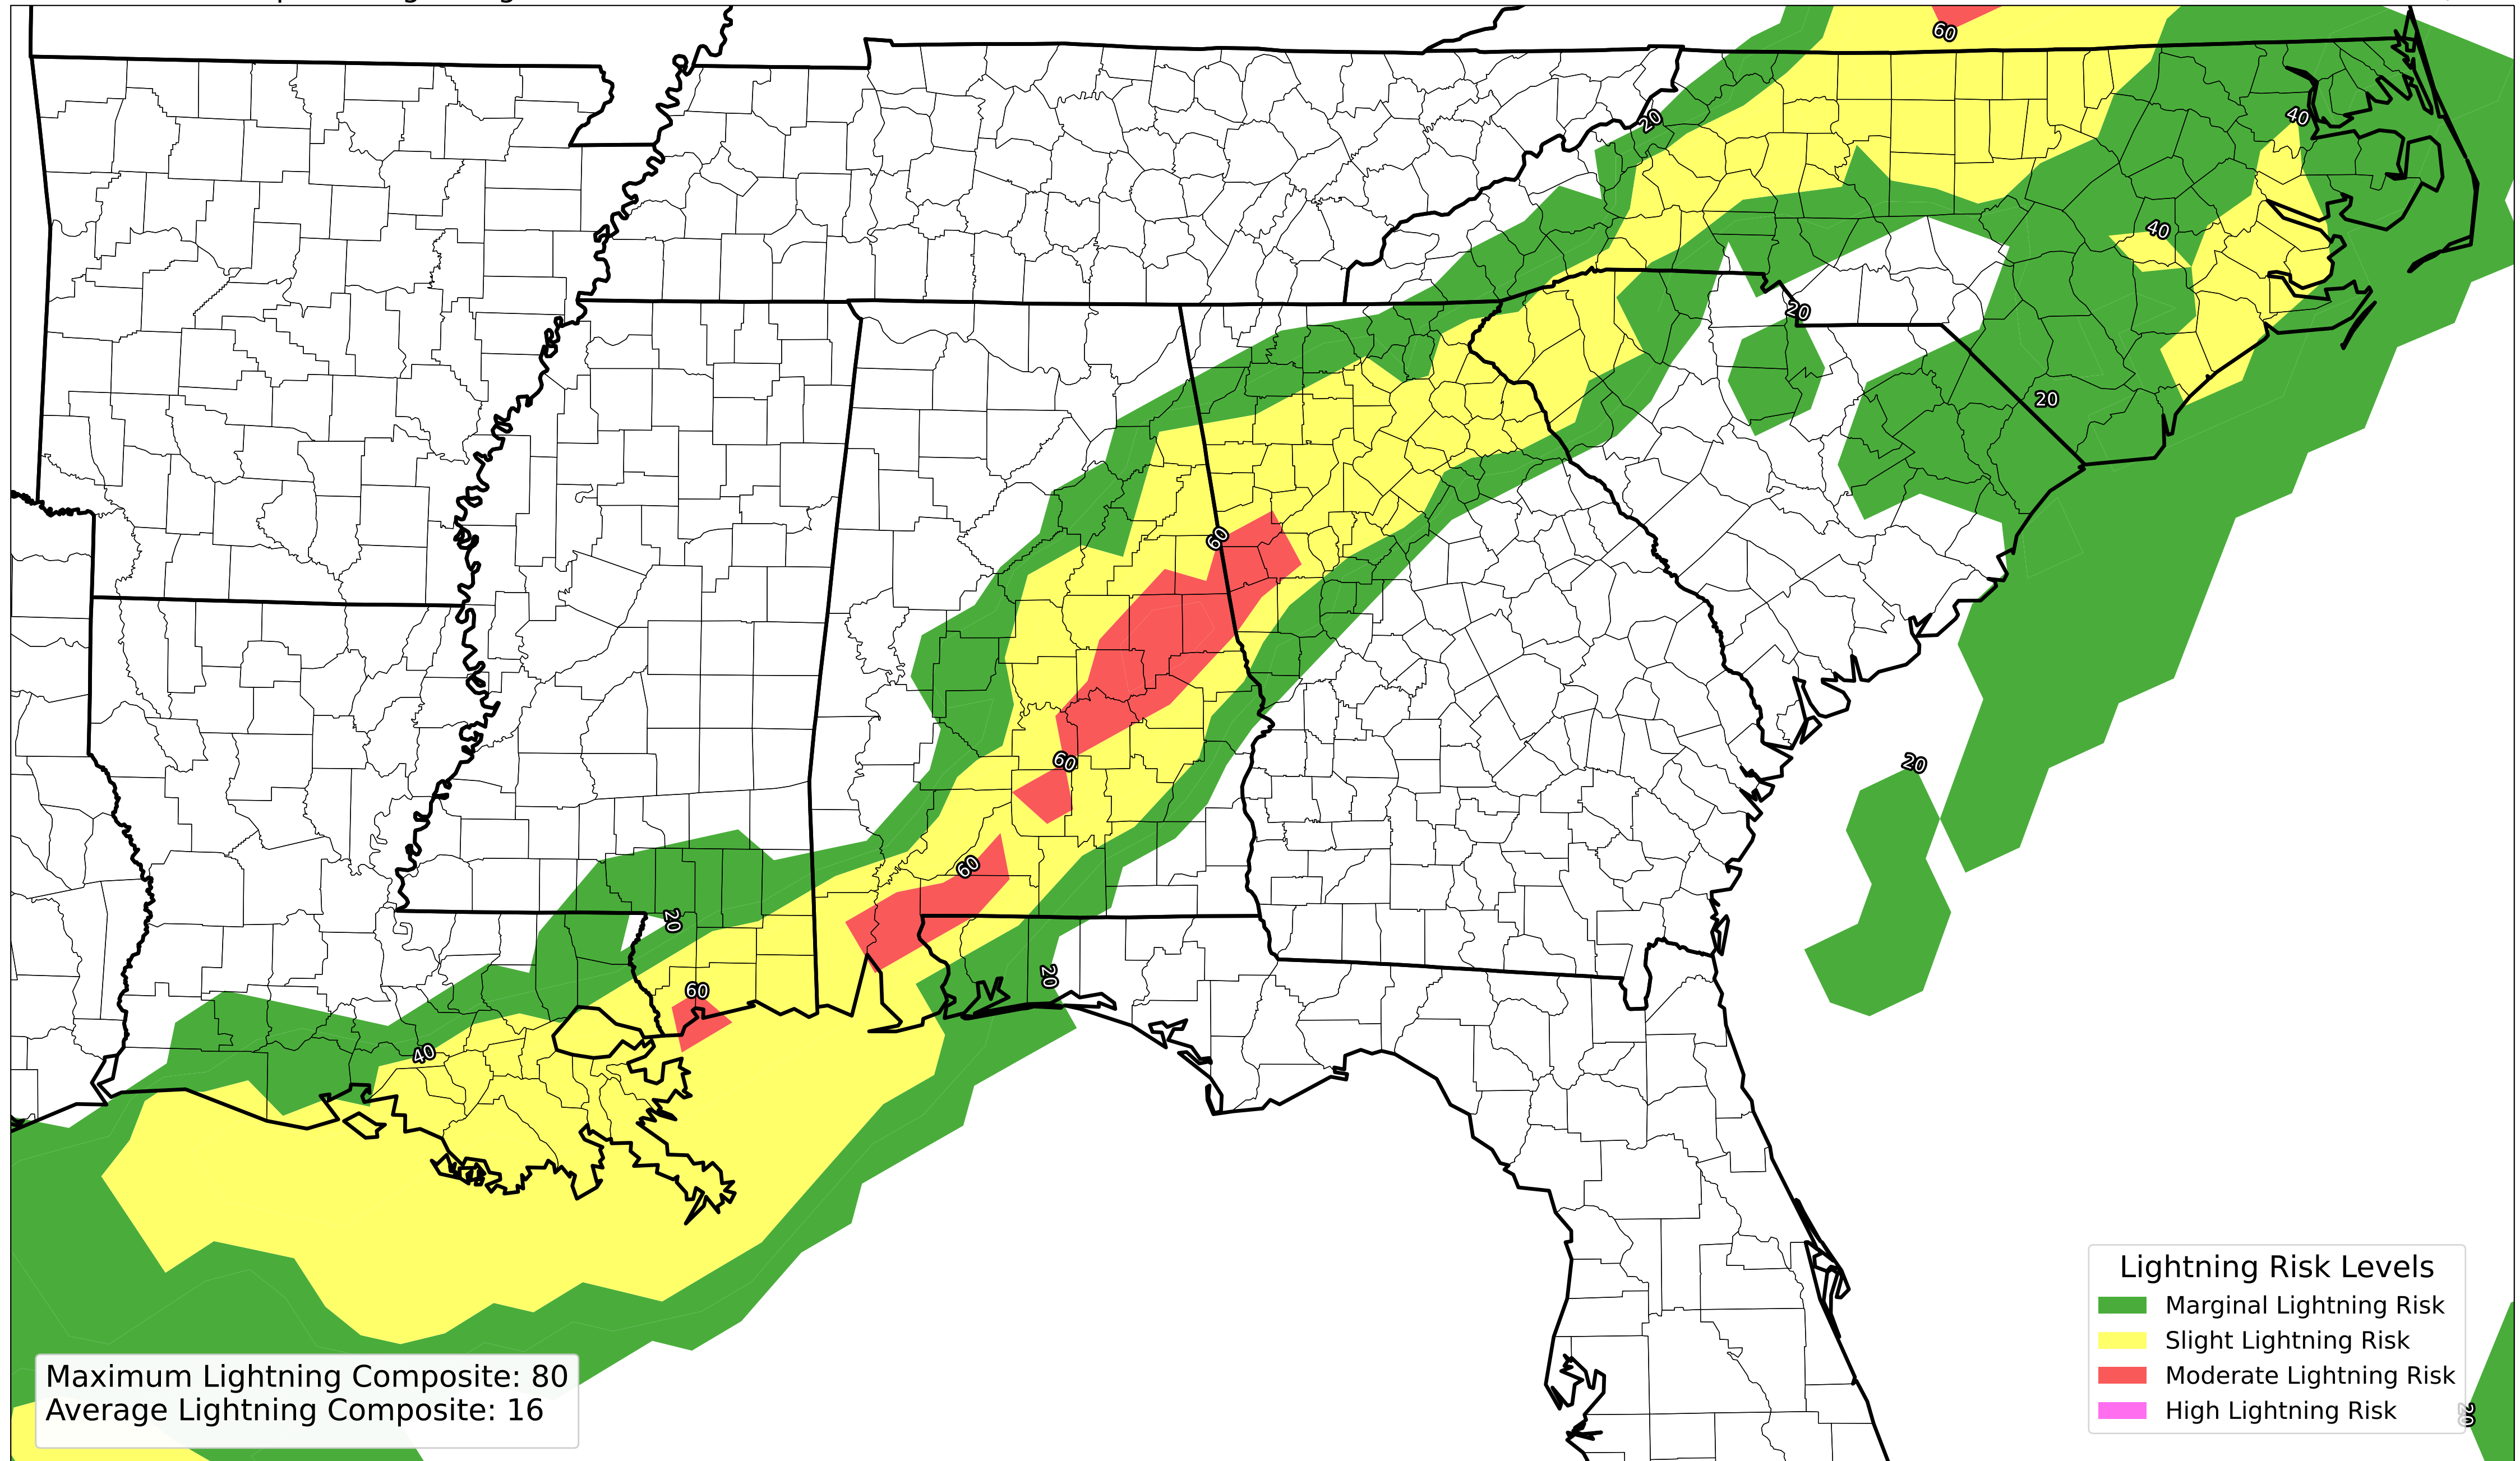 60
20
40
40
20
20
60
60
20
60
20
20
60
40
Lightning Risk Levels
Marginal Lightning Risk
Slight Lightning Risk
Moderate Lightning Risk
High Lightning Risk
Maximum Lightning Composite: 80
Average Lightning Composite: 16
20